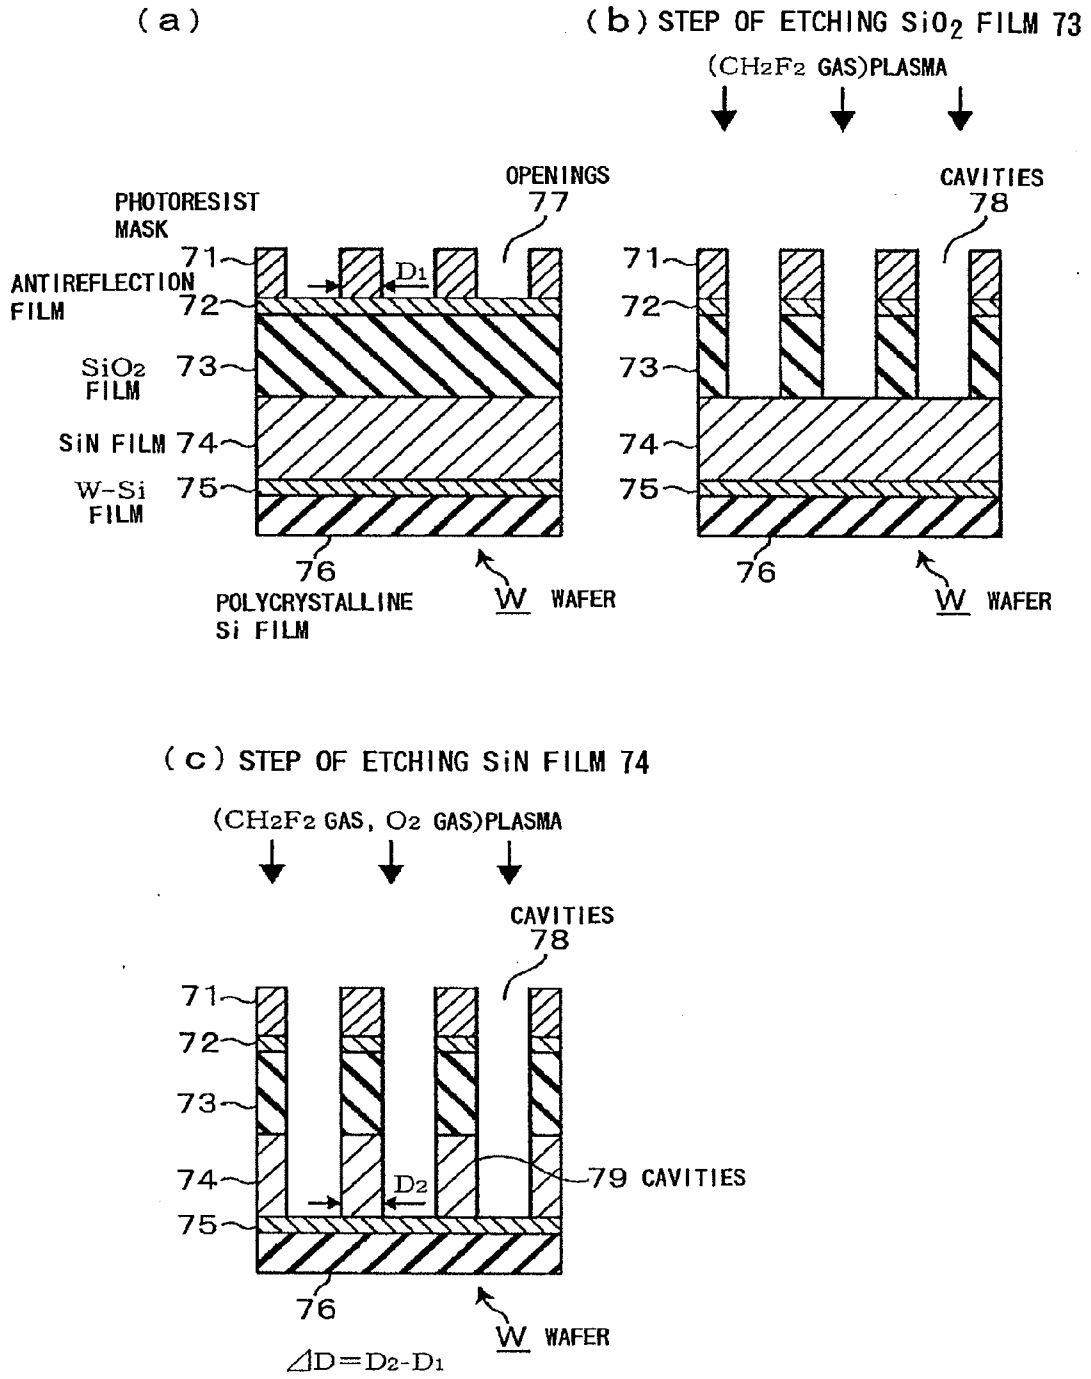 (a)
OPENINGS
77
PHOTORESIST
MASK
71
D1
ANTIREFLECTION
FILM
72
SiO2
FILM
73
SiN FILM 74
W-Si
FILM
75
76
POLYCRYSTALLINE
Si FILM
W WAFER
(b) STEP OF ETCHING SiO2 FILM 73
(CH2F2 GAS)PLASMA
CAVITIES
78
71
72
73
74
75
76
W WAFER
(c) STEP OF ETCHING SiN FILM 74
(CH2F2 GAS, O2 GAS)PLASMA
CAVITIES
78
71
72
73
74
D2
79 CAVITIES
75
76
W WAFER
⊿D=D2-D1